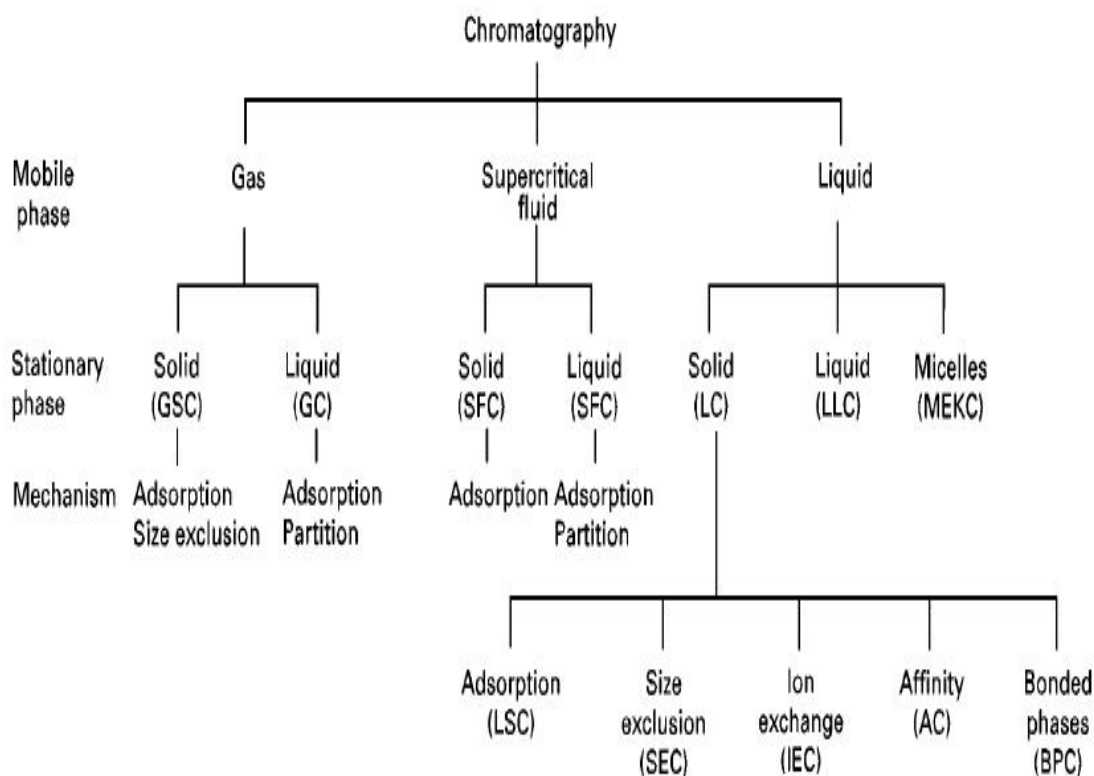 Chromatography
Mobile
phase
Gas
Supercritical
fluid
Liquid
Stationary
phase
Solid
(GSC)
Liquid
(GC)
Solid
(SFC)
Liquid
(SFC)
Solid
(LC)
Liquid
(LLC)
Micelles
(MEKC)
Mechanism
Adsorption
Size exclusion
Adsorption
Partition
Adsorption
Adsorption
Partition
Adsorption
(LSC)
Size
exclusion
(SEC)
Ion
exchange
(IEC)
Affinity
(AC)
Bonded
phases
(BPC)